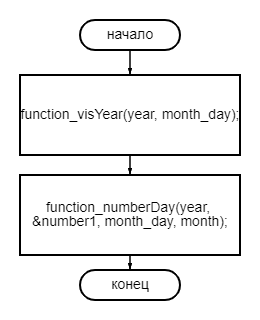 начало
function_visYear(year, month_day);
function_numberDay(year,
&number1, month_day, month);
конец